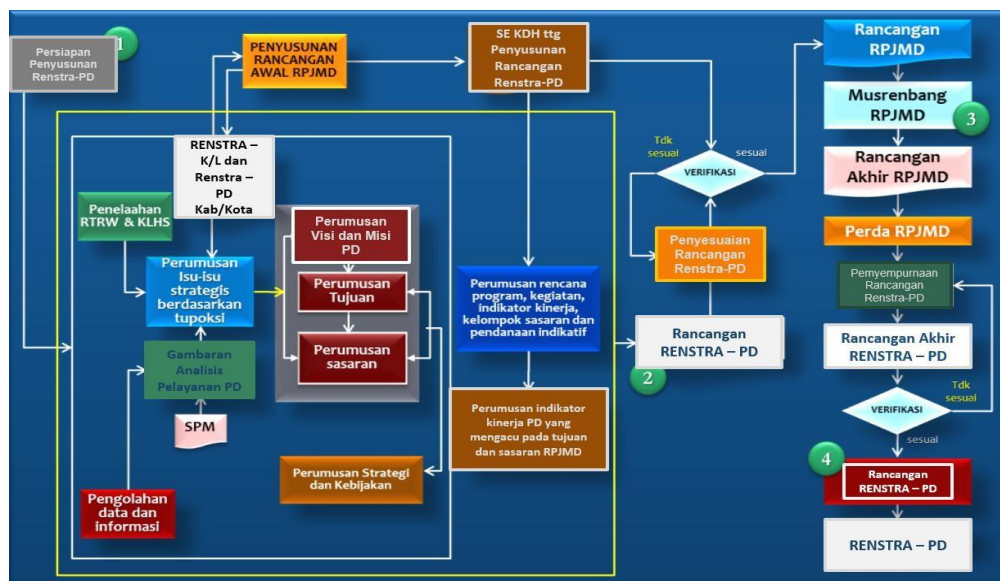 Persiapan
Penyusunan
Renstra-PD
1
PENYUSUNAN
RANCANGAN
AWAL RPJMD
SE KDH ttg
Penyusunan
Rancangan
Renstra-PD
RENSTRA –
K/L dan
Renstra –
PD
Kab/Kota
Penelaahan
RTRW & KLHS
Perumusan
Isu-isu
strategis
berdasarkan
tupoksi
Gambaran
Analisis
Pelayanan PD
SPM
Pengolahan
data dan
informasi
Perumusan
Visi dan Misi
PD
Perumusan
Tujuan
Perumusan
sasaran
Perumusan Strategi
dan Kebijakan
Perumusan rencana
program, kegiatan,
indikator kinerja,
kelompok sasaran dan
pendanaan indikatif
Perumusan indikator
kinerja PD yang
mengacu pada tujuan
dan sasaran RPJMD
Rancangan
RENSTRA – PD
2
Penyesuaian
Rancangan
Renstra-PD
Tdk
sesuai
VERIFIKASI
sesuai
Rancangan
RPJMD
Musrenbang
RPJMD
3
Rancangan
Akhir RPJMD
Perda RPJMD
Pemyempurnaan
Rancangan
Renstra-PD
Rancangan Akhir
RENSTRA – PD
Tdk
sesuai
VERIFIKASI
sesuai
4
Rancangan
RENSTRA – PD
RENSTRA – PD